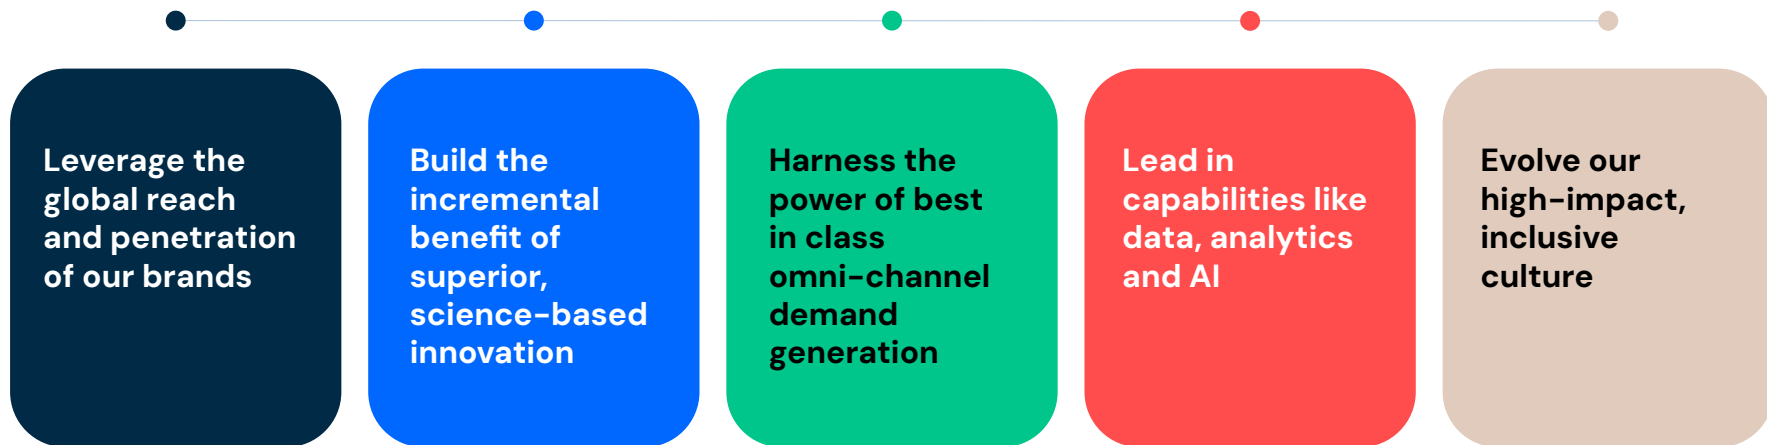 Leverage the
global reach
and penetration
of our brands
Build the
incremental
benefit of
superior,
science-based
innovation
Harness the
power of best
in class
omni-channel
demand
generation
Lead in
capabilities like
data, analytics
and AI
Evolve our
high-impact,
inclusive
culture